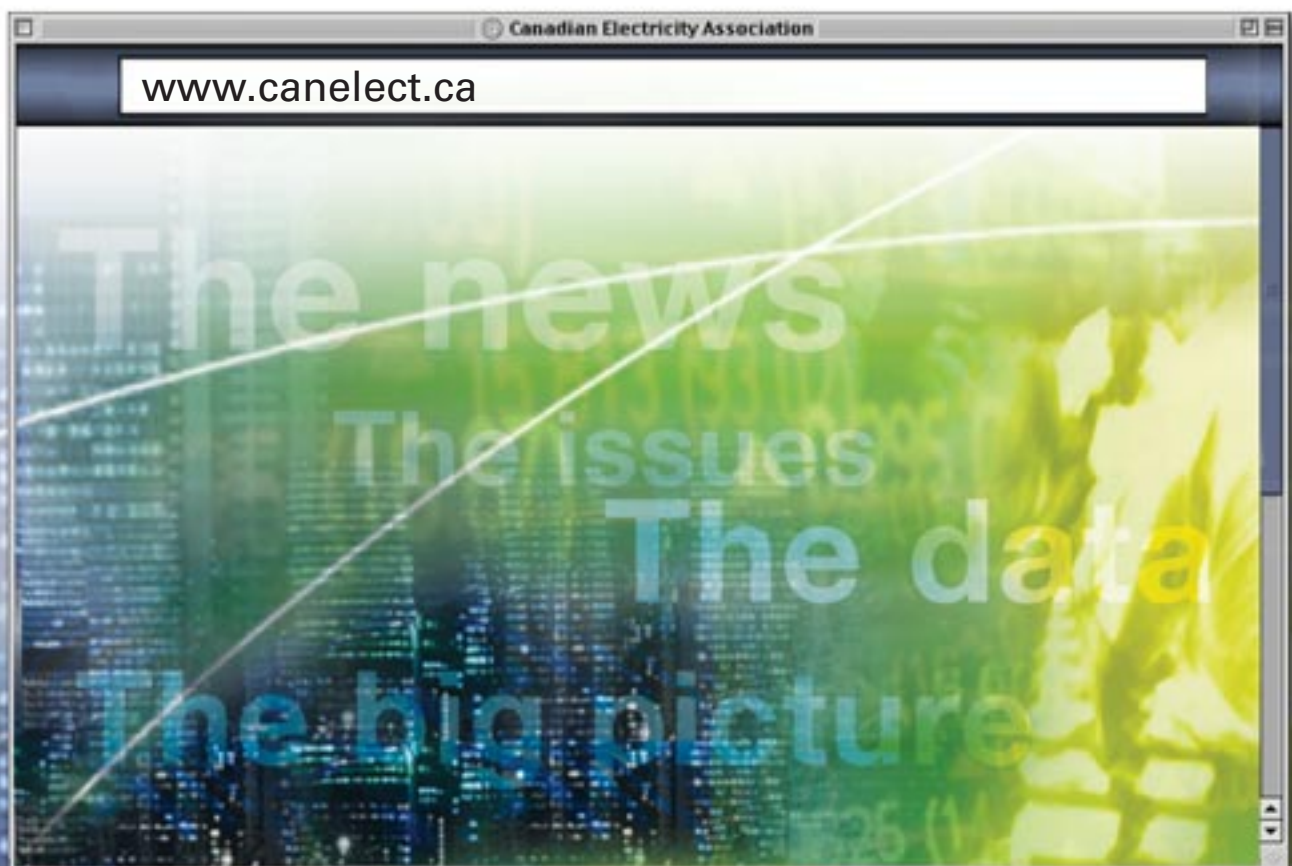 Canadian Electricity Association
www.canelect.ca
The news
The issues
The data
The big picture